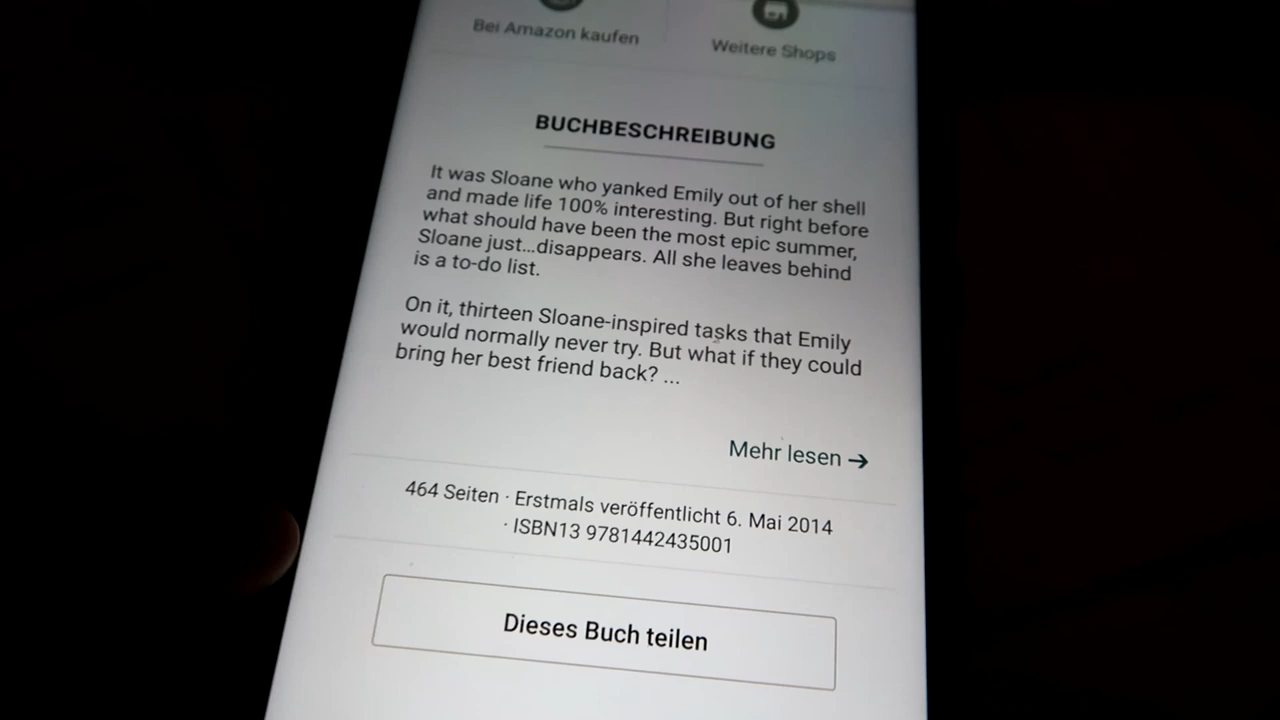 Bei Amazon kaufen
Weitere Shops
BUCHBESCHREIBUNG
It was Sloane who yanked Emily out of her shell
and made life 100% interesting. But right before
what should have been the most epic summer,
Sloane just...disappears. All she leaves behind
is a to-do list.
On it, thirteen Sloane-inspired tasks that Emily
would normally never try. But what if they could
bring her best friend back? ...
Mehr lesen →
464 Seiten · Erstmals veröffentlicht 6. Mai 2014
· ISBN13 9781442435001
Dieses Buch teilen